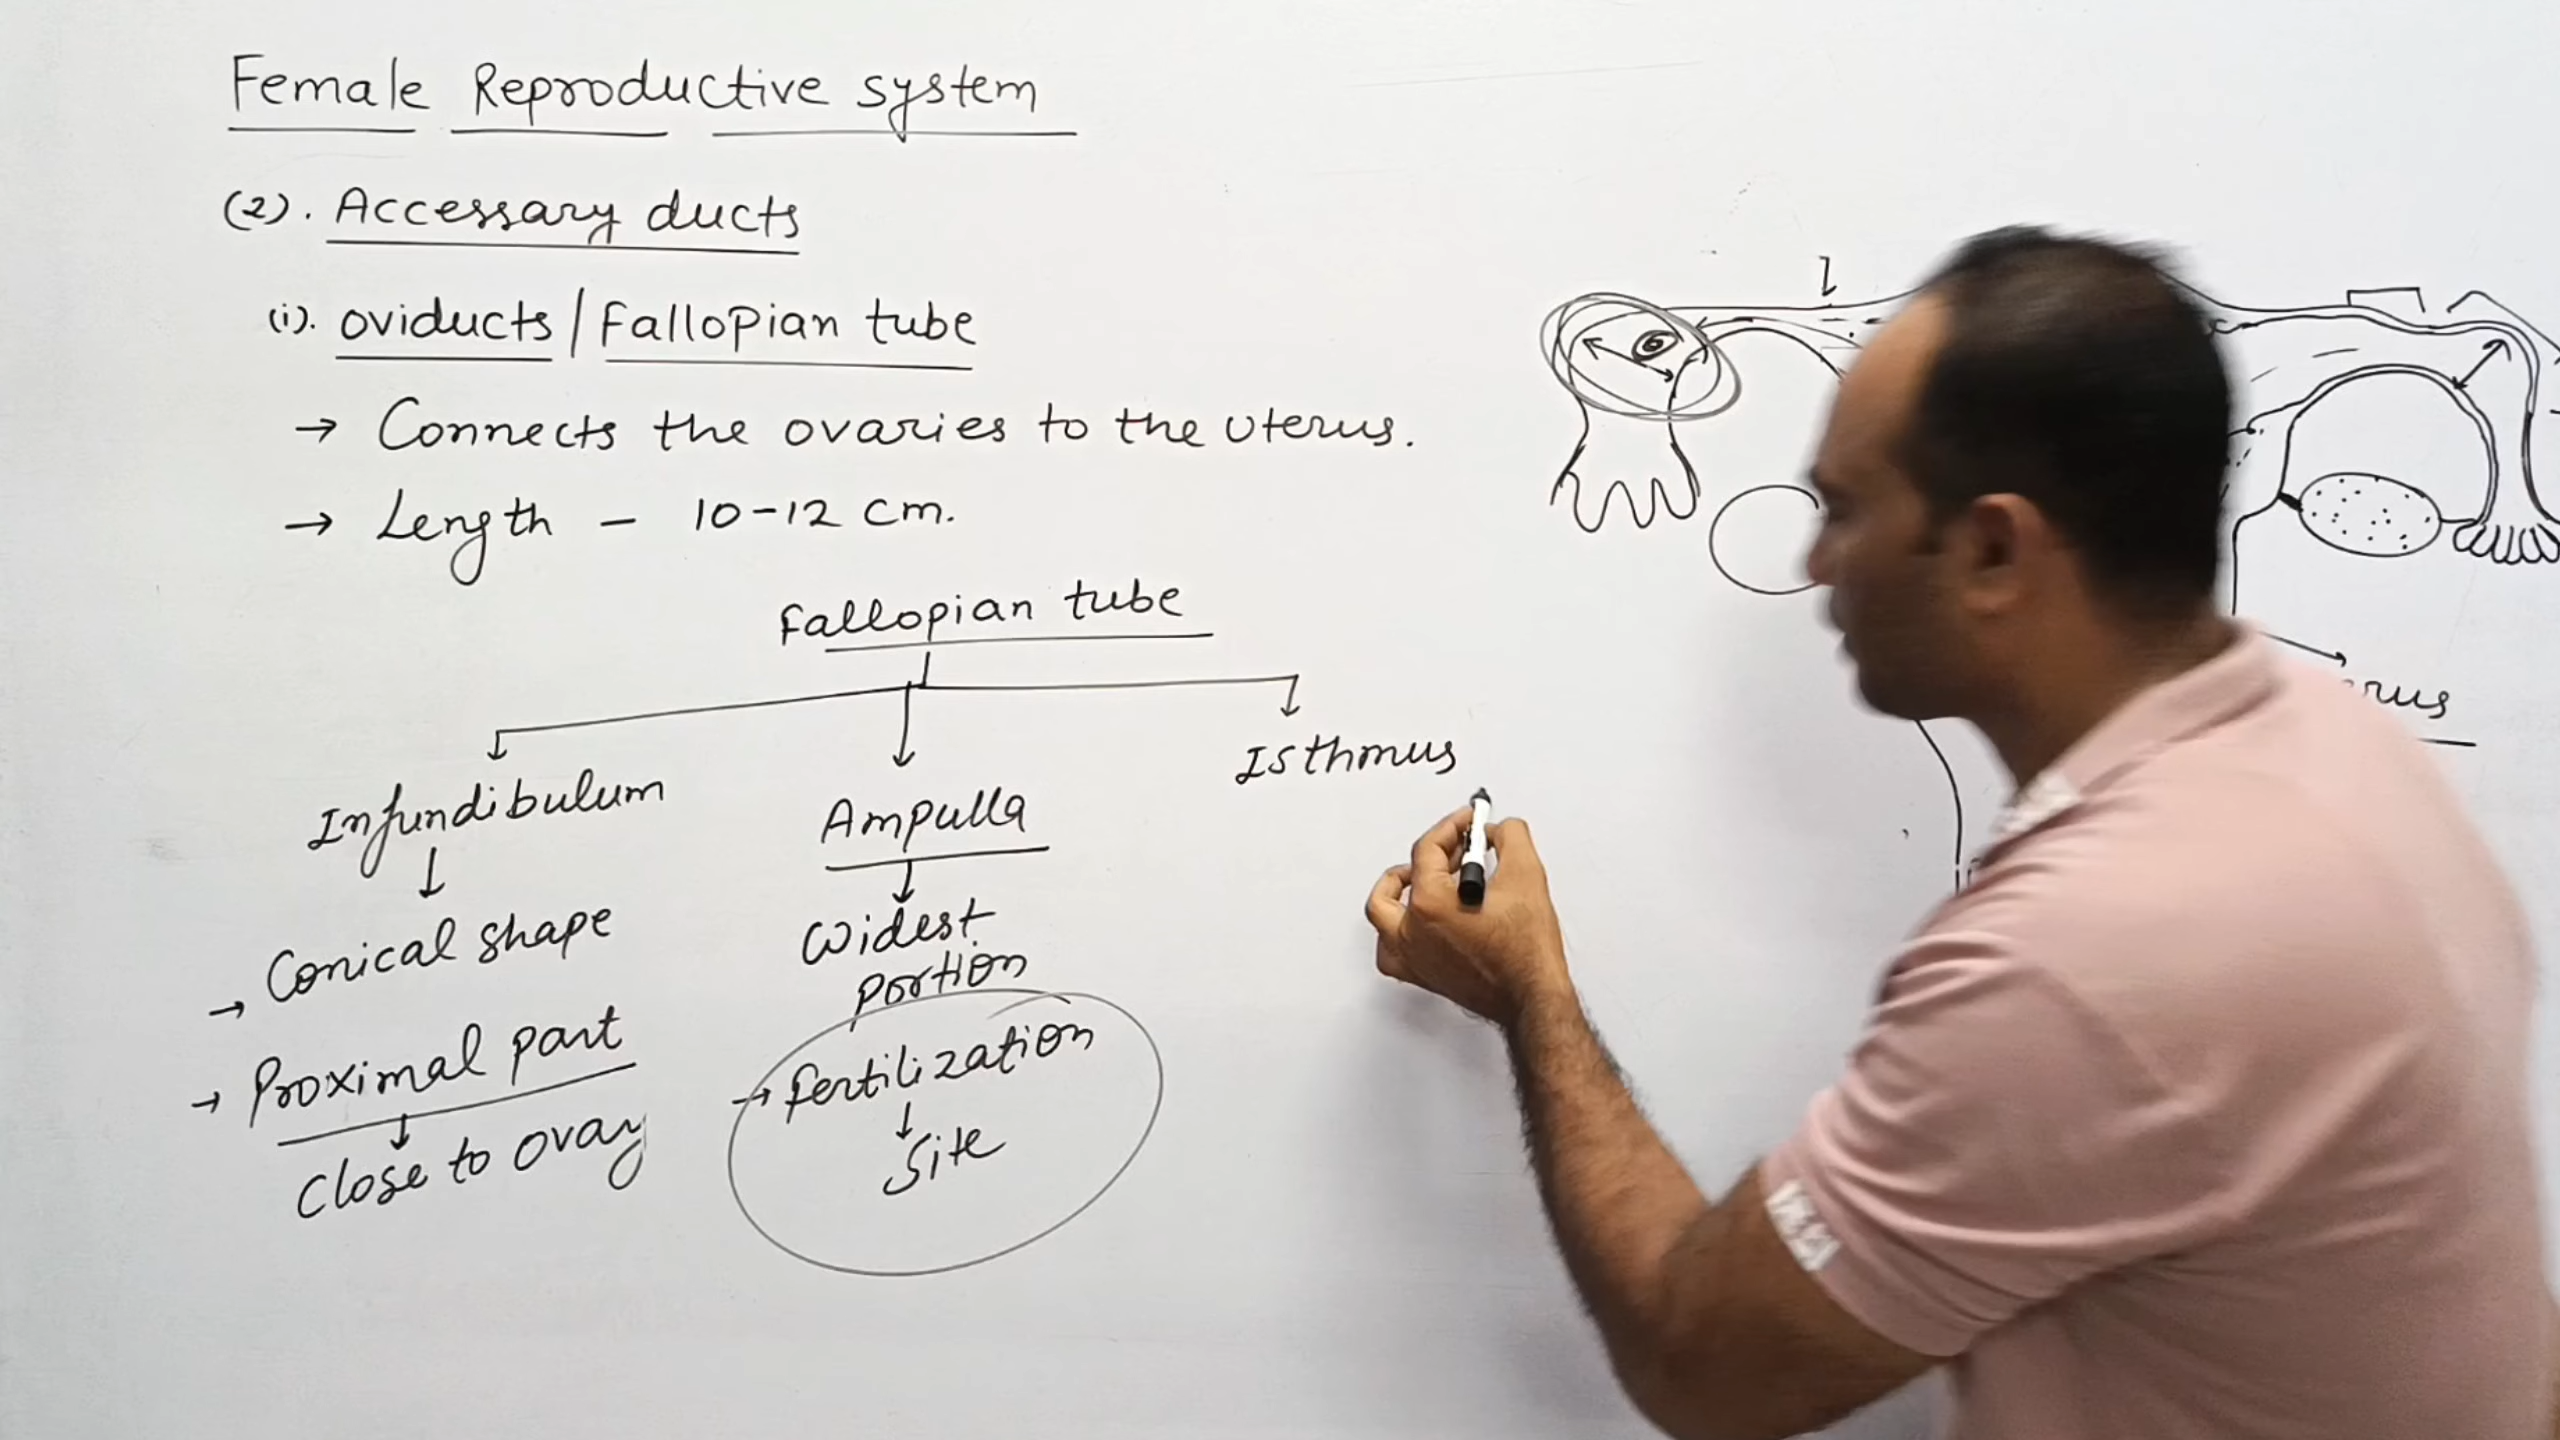 Female Reproductive system
(2). Accessary ducts
(i). oviducts / Fallopian tube
→ Connects the ovaries to the uterus.
→ Length - 10-12 cm.
Fallopian tube
Infundibulum
Ampulla
Isthmus
Conical shape
Widest
portion
→ Proximal part
→ fertilization
Site
Close to ovary